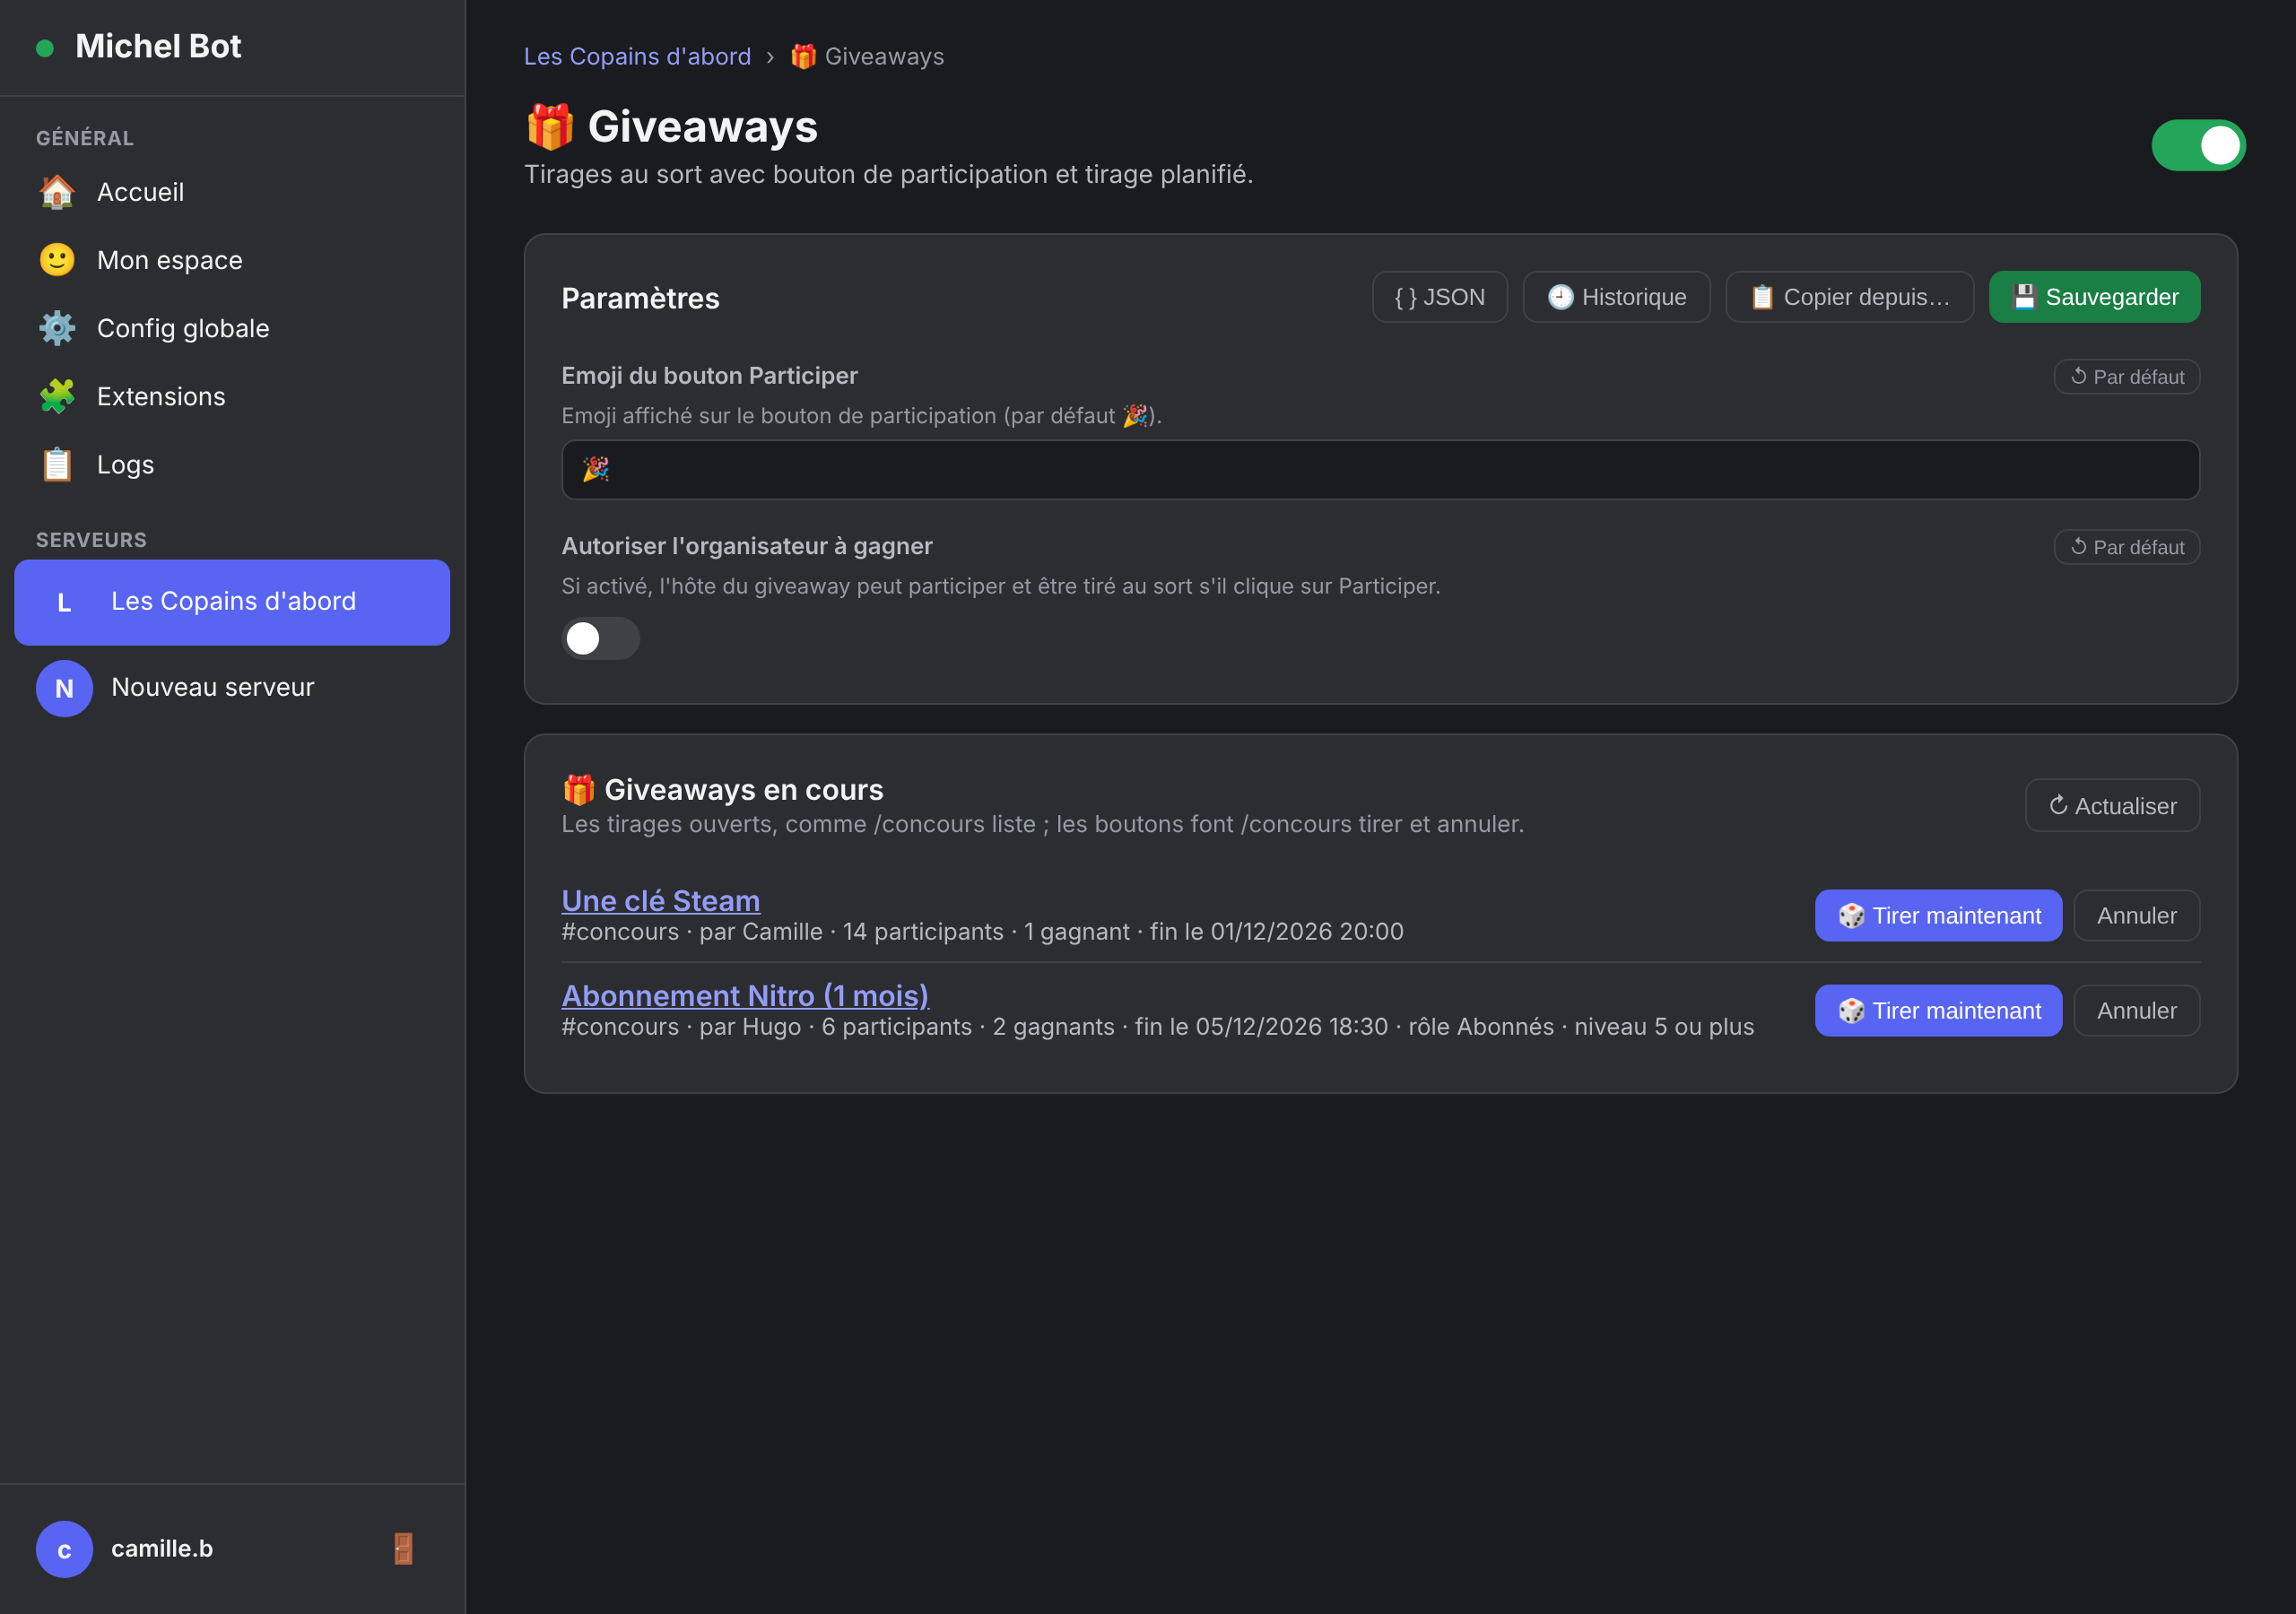 Michel Bot
GÉNÉRAL
🏠 Accueil
🙂 Mon espace
⚙️ Config globale
🧩 Extensions
📋 Logs
SERVEURS
L Les Copains d'abord
N Nouveau serveur
c camille.b
Les Copains d'abord › 🎁 Giveaways
🎁 Giveaways
Tirages au sort avec bouton de participation et tirage planifié.
Paramètres
{ } JSON
🕘 Historique
📋 Copier depuis…
💾 Sauvegarder
Emoji du bouton Participer
↺ Par défaut
Emoji affiché sur le bouton de participation (par défaut 🎉).
🎉
Autoriser l'organisateur à gagner
↺ Par défaut
Si activé, l'hôte du giveaway peut participer et être tiré au sort s'il clique sur Participer.
🎁 Giveaways en cours
Les tirages ouverts, comme /concours liste ; les boutons font /concours tirer et annuler.
↻ Actualiser
Une clé Steam
#concours · par Camille · 14 participants · 1 gagnant · fin le 01/12/2026 20:00
🎲 Tirer maintenant
Annuler
Abonnement Nitro (1 mois)
#concours · par Hugo · 6 participants · 2 gagnants · fin le 05/12/2026 18:30 · rôle Abonnés · niveau 5 ou plus
🎲 Tirer maintenant
Annuler